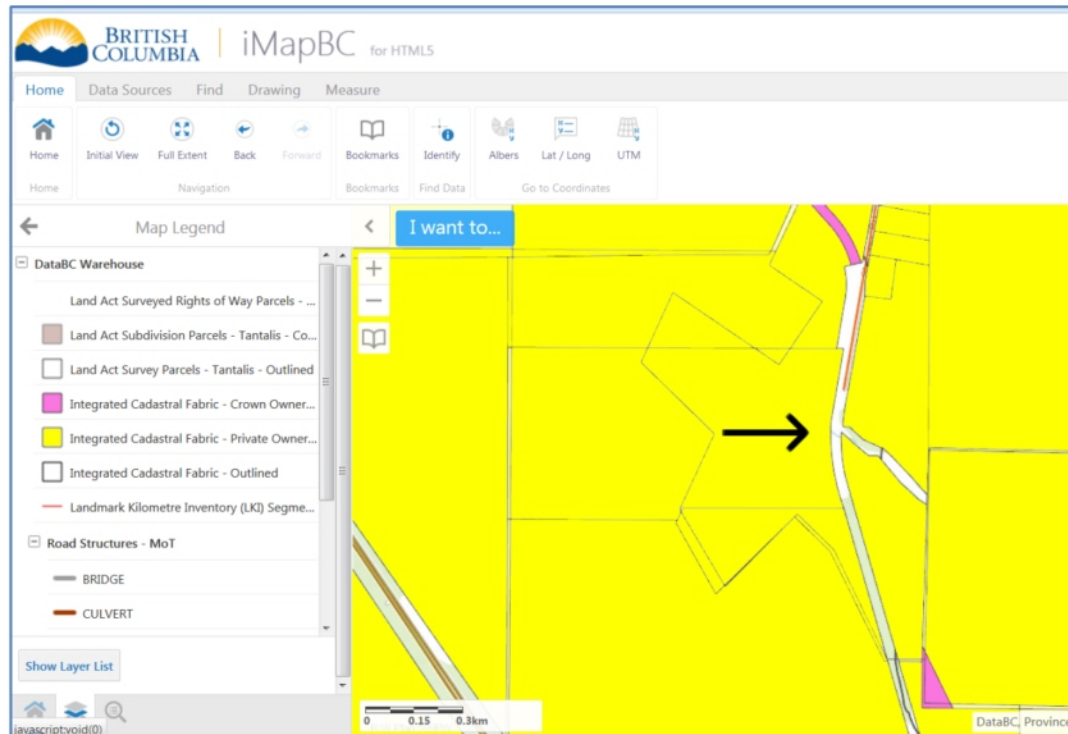 BRITISH
COLUMBIA
iMapBC for HTML5
Home Data Sources Find Drawing Measure
Home Initial View Full Extent Back Forward Bookmarks Identify Albers Lat / Long UTM
Home Navigation Bookmarks Find Data Go to Coordinates
Map Legend
I want to...
DataBC Warehouse
Land Act Surveyed Rights of Way Parcels - ...
Land Act Subdivision Parcels - Tantalis - Co...
Land Act Survey Parcels - Tantalis - Outlined
Integrated Cadastral Fabric - Crown Owner...
Integrated Cadastral Fabric - Private Owner...
Integrated Cadastral Fabric - Outlined
Landmark Kilometre Inventory (LKI) Segme...
Road Structures - MoT
BRIDGE
CULVERT
Show Layer List
0 0.15 0.3km
javascript:void(0)
DataBC, Province